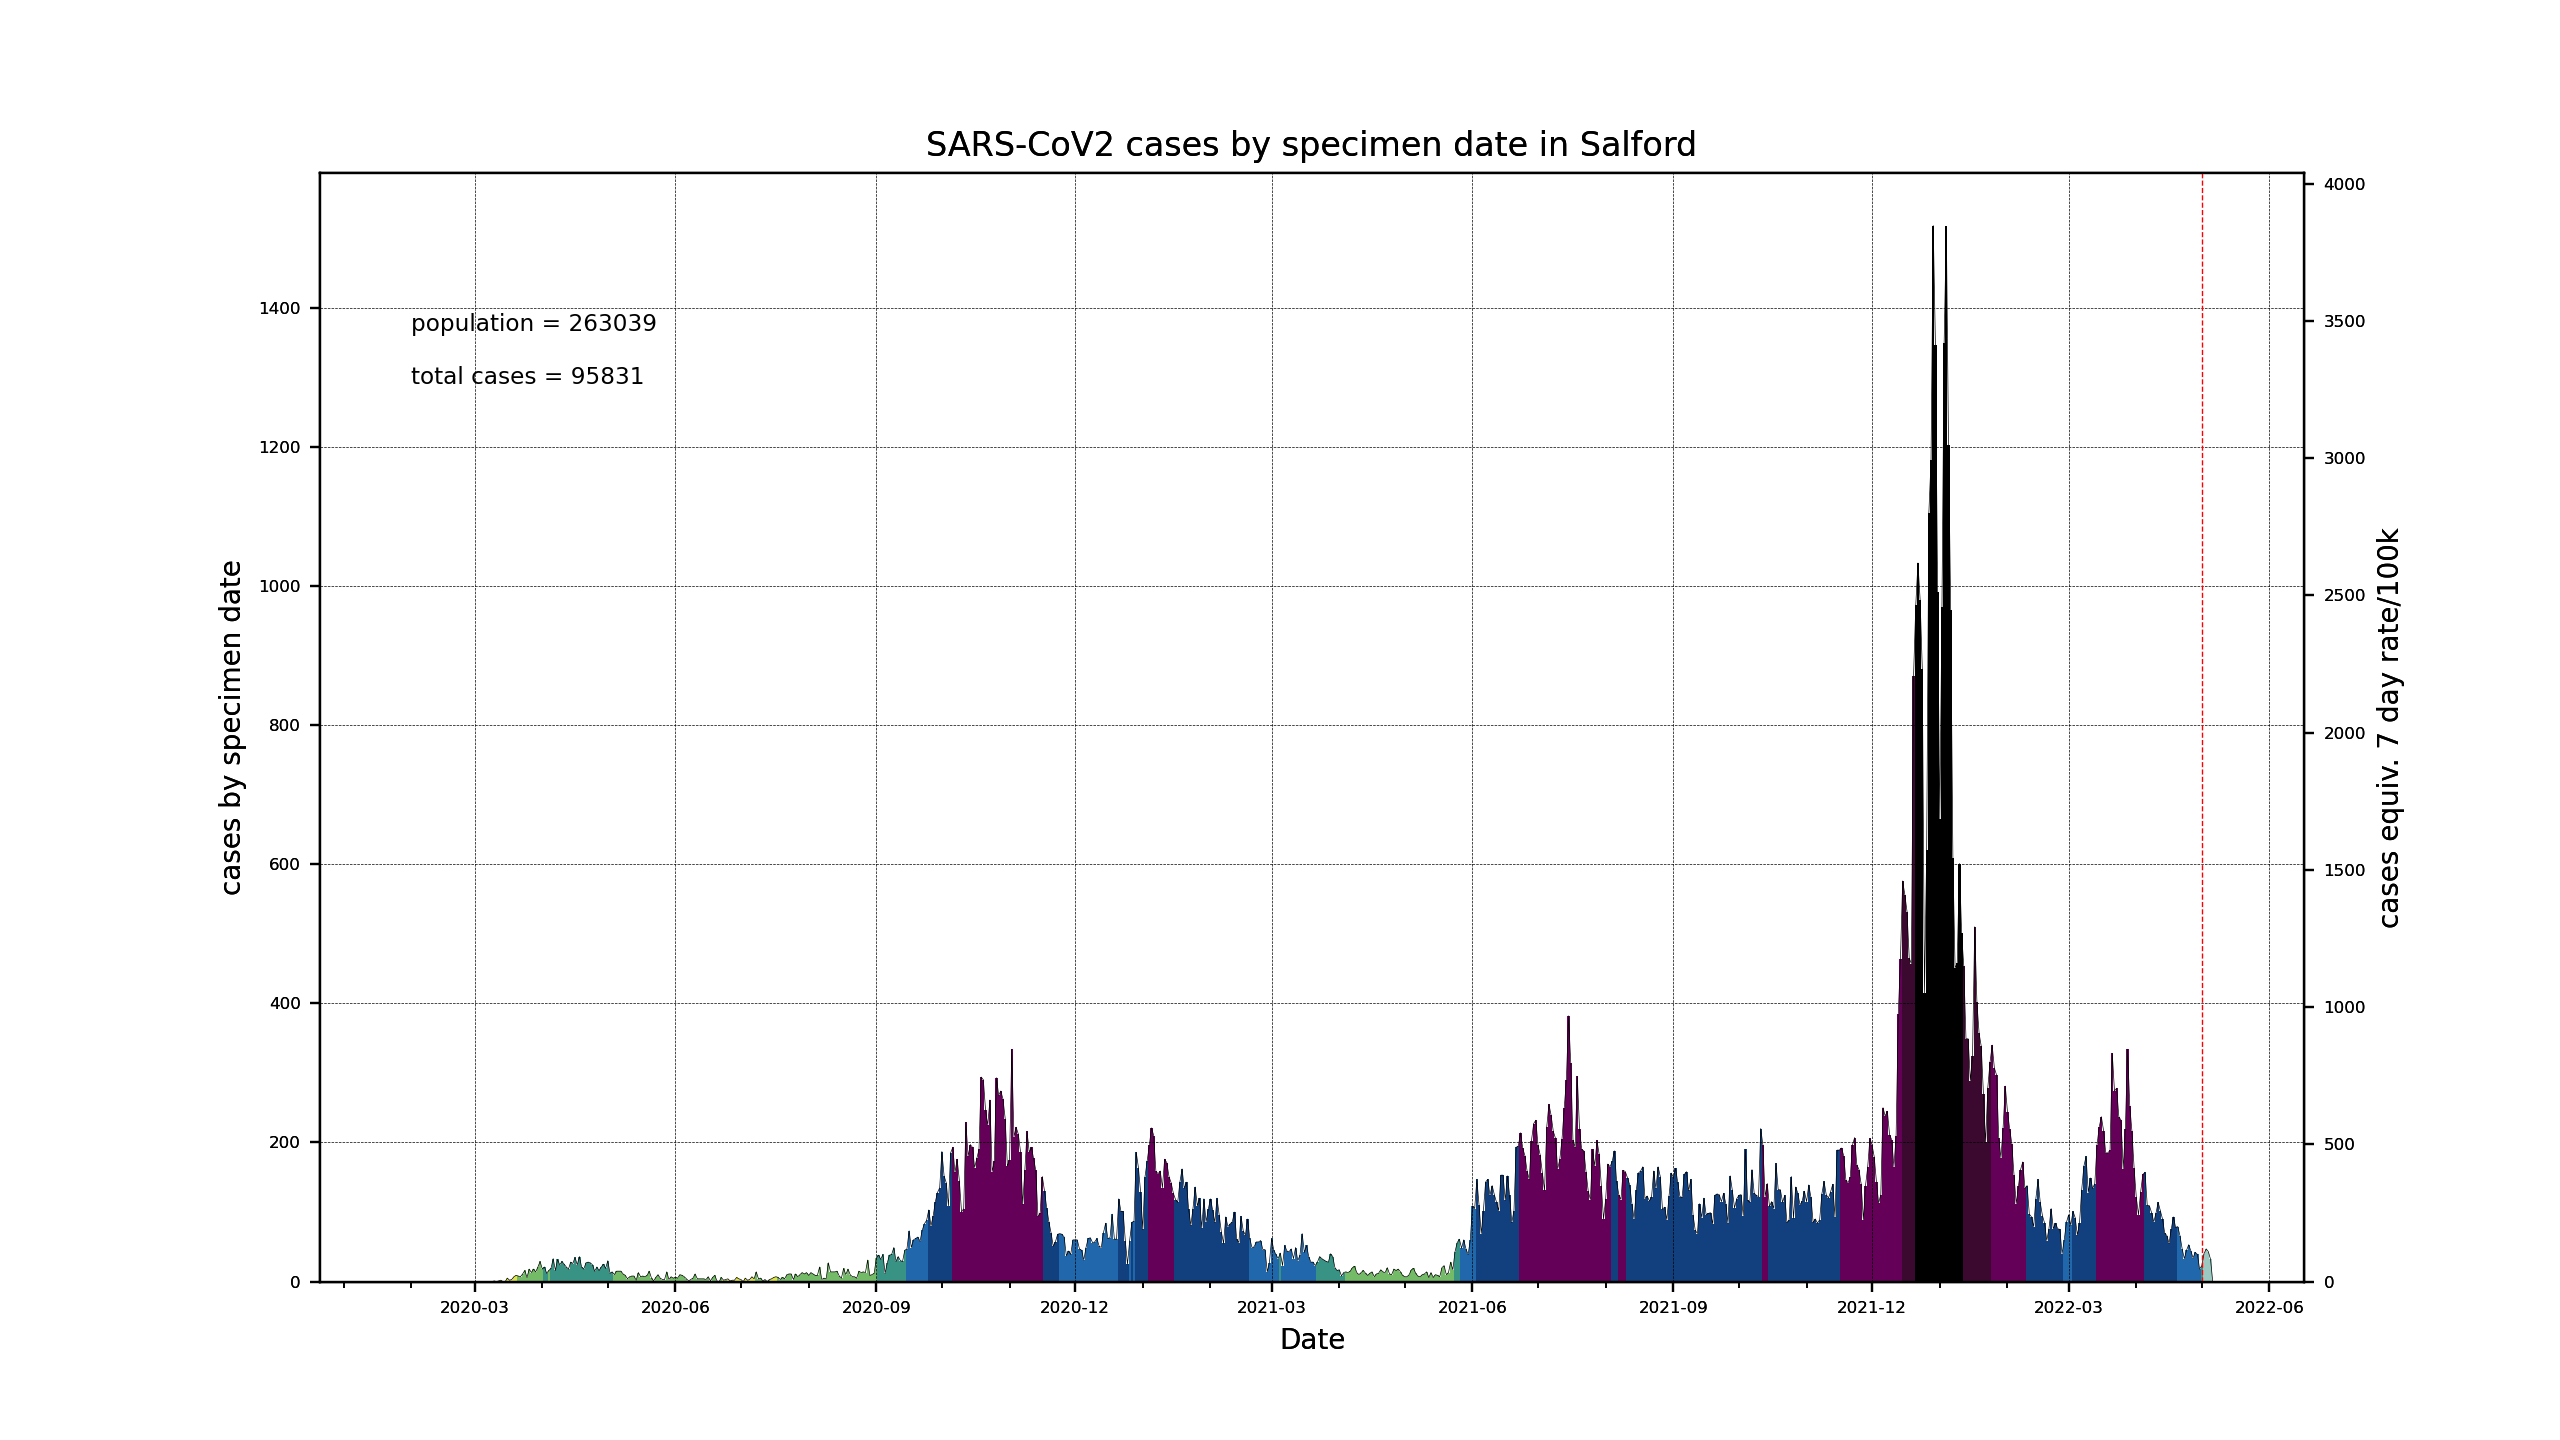 SARS-CoV2 cases by specimen date in Salford
population = 263039
total cases = 95831
cases by specimen date
1400
1200
1000
800
600
400
200
0
4000
3500
3000
2500
2000
1500
1000
500
0
cases equiv. 7 day rate/100k
2020-03 2020-06 2020-09 2020-12 2021-03 2021-06 2021-09 2021-12 2022-03 2022-06
Date